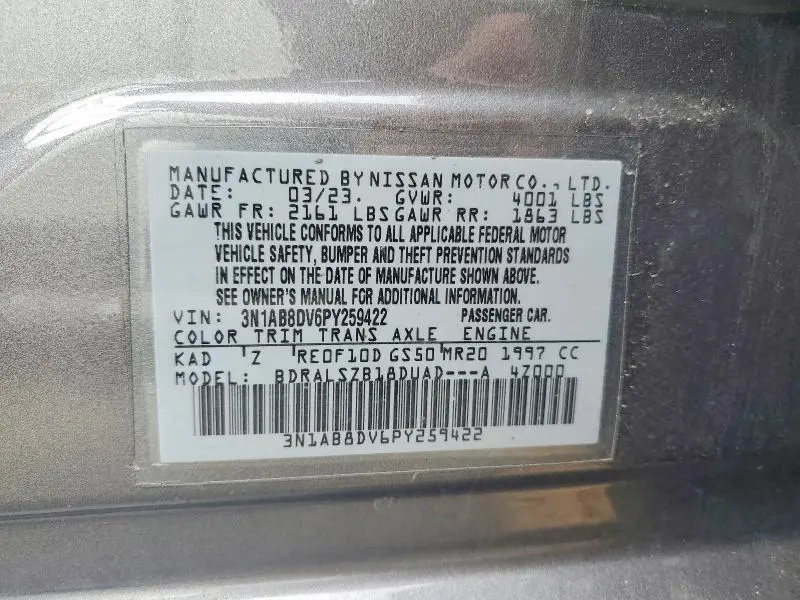 MANUFACTURED BY NISSAN MOTOR CO., LTD.
DATE: 03/23. GVWR: 4001 LBS
GAWR FR: 2161 LBS GAWR RR: 1863 LBS
THIS VEHICLE CONFORMS TO ALL APPLICABLE FEDERAL MOTOR
VEHICLE SAFETY, BUMPER AND THEFT PREVENTION STANDARDS
IN EFFECT ON THE DATE OF MANUFACTURE SHOWN ABOVE.
SEE OWNER'S MANUAL FOR ADDITIONAL INFORMATION.
VIN: 3N1AB8DV6PY259422 PASSENGER CAR.
COLOR TRIM TRANS AXLE ENGINE
KAD 'Z RE0F10D GS50'MR20 1997 CC
MODEL: BDRALSZB18DUAD---A 4Z000
3N1AB8DV6PY259422